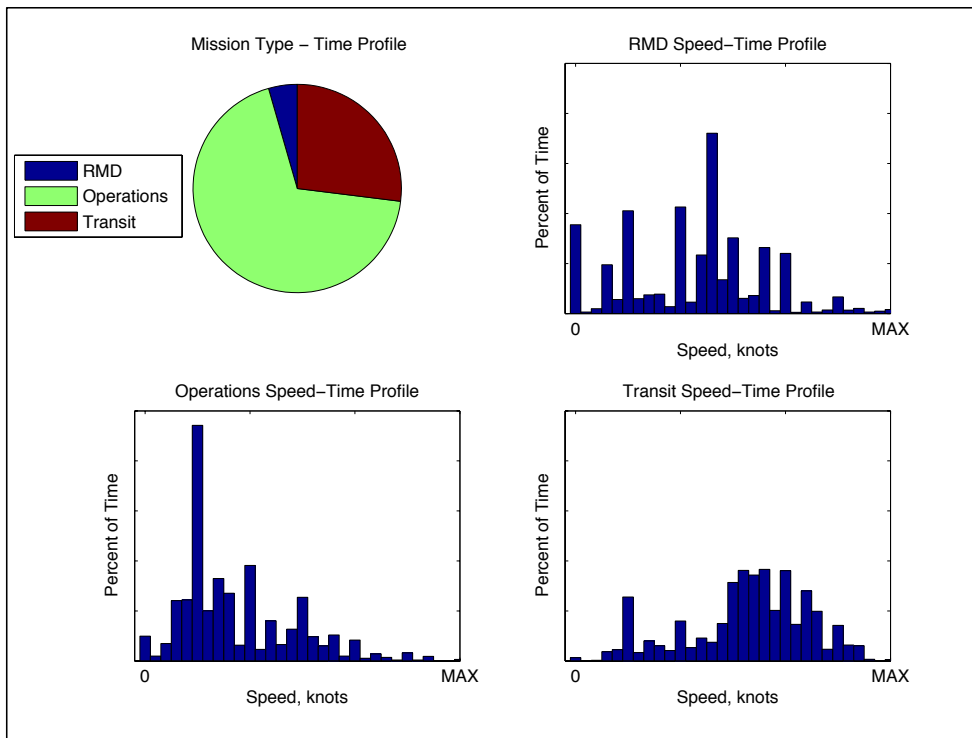 Mission Type − Time Profile
RMD
Operations
Transit
RMD Speed−Time Profile
Percent of Time
0
MAX
Speed, knots
Operations Speed−Time Profile
Percent of Time
0
MAX
Speed, knots
Transit Speed−Time Profile
Percent of Time
0
MAX
Speed, knots